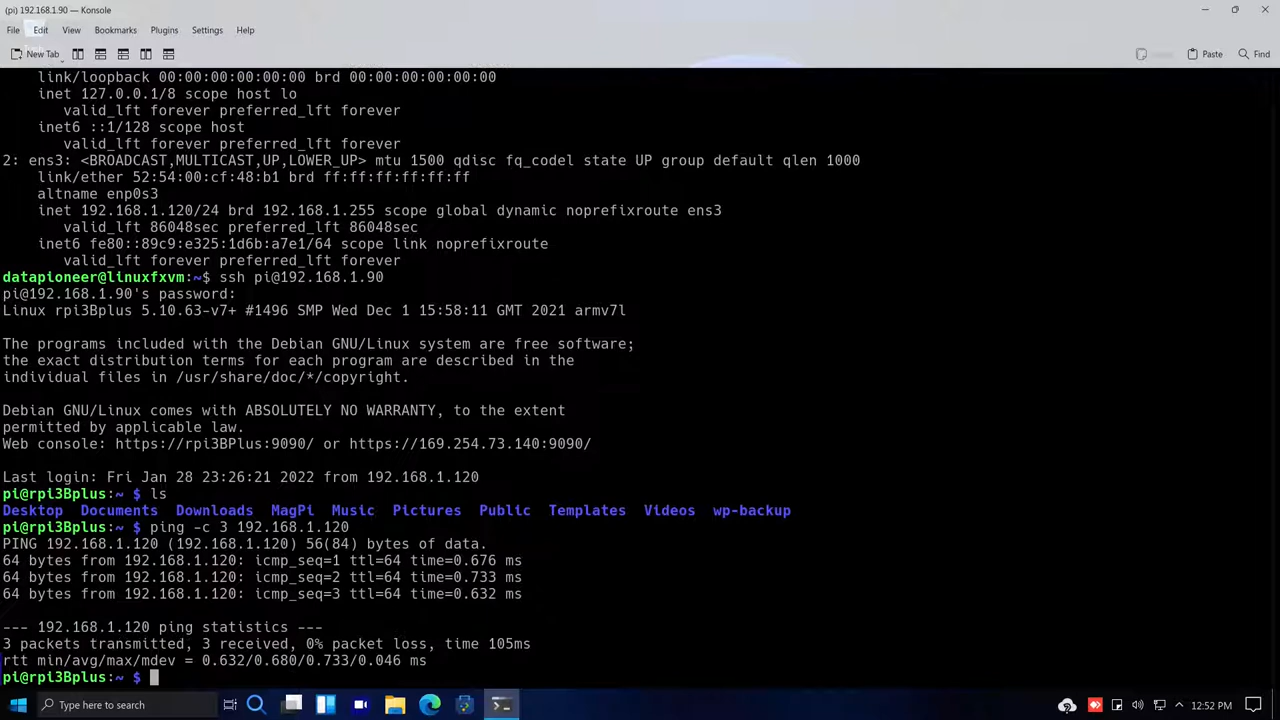 (pi) 192.168.1.90 — Konsole
File Edit View Bookmarks Plugins Settings Help
New Tab Paste Find
link/loopback 00:00:00:00:00:00 brd 00:00:00:00:00:00
inet 127.0.0.1/8 scope host lo
valid_lft forever preferred_lft forever
inet6 ::1/128 scope host
valid_lft forever preferred_lft forever
2: ens3: <BROADCAST,MULTICAST,UP,LOWER_UP> mtu 1500 qdisc fq_codel state UP group default qlen 1000
link/ether 52:54:00:cf:48:b1 brd ff:ff:ff:ff:ff:ff
altname enp0s3
inet 192.168.1.120/24 brd 192.168.1.255 scope global dynamic noprefixroute ens3
valid_lft 86048sec preferred_lft 86048sec
inet6 fe80::89c9:e325:1d6b:a7e1/64 scope link noprefixroute
valid_lft forever preferred_lft forever
datapioneer@linuxfxvm:~$ ssh pi@192.168.1.90
pi@192.168.1.90's password:
Linux rpi3Bplus 5.10.63-v7+ #1496 SMP Wed Dec 1 15:58:11 GMT 2021 armv7l
The programs included with the Debian GNU/Linux system are free software;
the exact distribution terms for each program are described in the
individual files in /usr/share/doc/*/copyright.
Debian GNU/Linux comes with ABSOLUTELY NO WARRANTY, to the extent
permitted by applicable law.
Web console: https://rpi3BPlus:9090/ or https://169.254.73.140:9090/
Last login: Fri Jan 28 23:26:21 2022 from 192.168.1.120
pi@rpi3Bplus:~ $ ls
Desktop Documents Downloads MagPi Music Pictures Public Templates Videos wp-backup
pi@rpi3Bplus:~ $ ping -c 3 192.168.1.120
PING 192.168.1.120 (192.168.1.120) 56(84) bytes of data.
64 bytes from 192.168.1.120: icmp_seq=1 ttl=64 time=0.676 ms
64 bytes from 192.168.1.120: icmp_seq=2 ttl=64 time=0.733 ms
64 bytes from 192.168.1.120: icmp_seq=3 ttl=64 time=0.632 ms
--- 192.168.1.120 ping statistics ---
3 packets transmitted, 3 received, 0% packet loss, time 105ms
rtt min/avg/max/mdev = 0.632/0.680/0.733/0.046 ms
pi@rpi3Bplus:~ $
Type here to search 12:52 PM